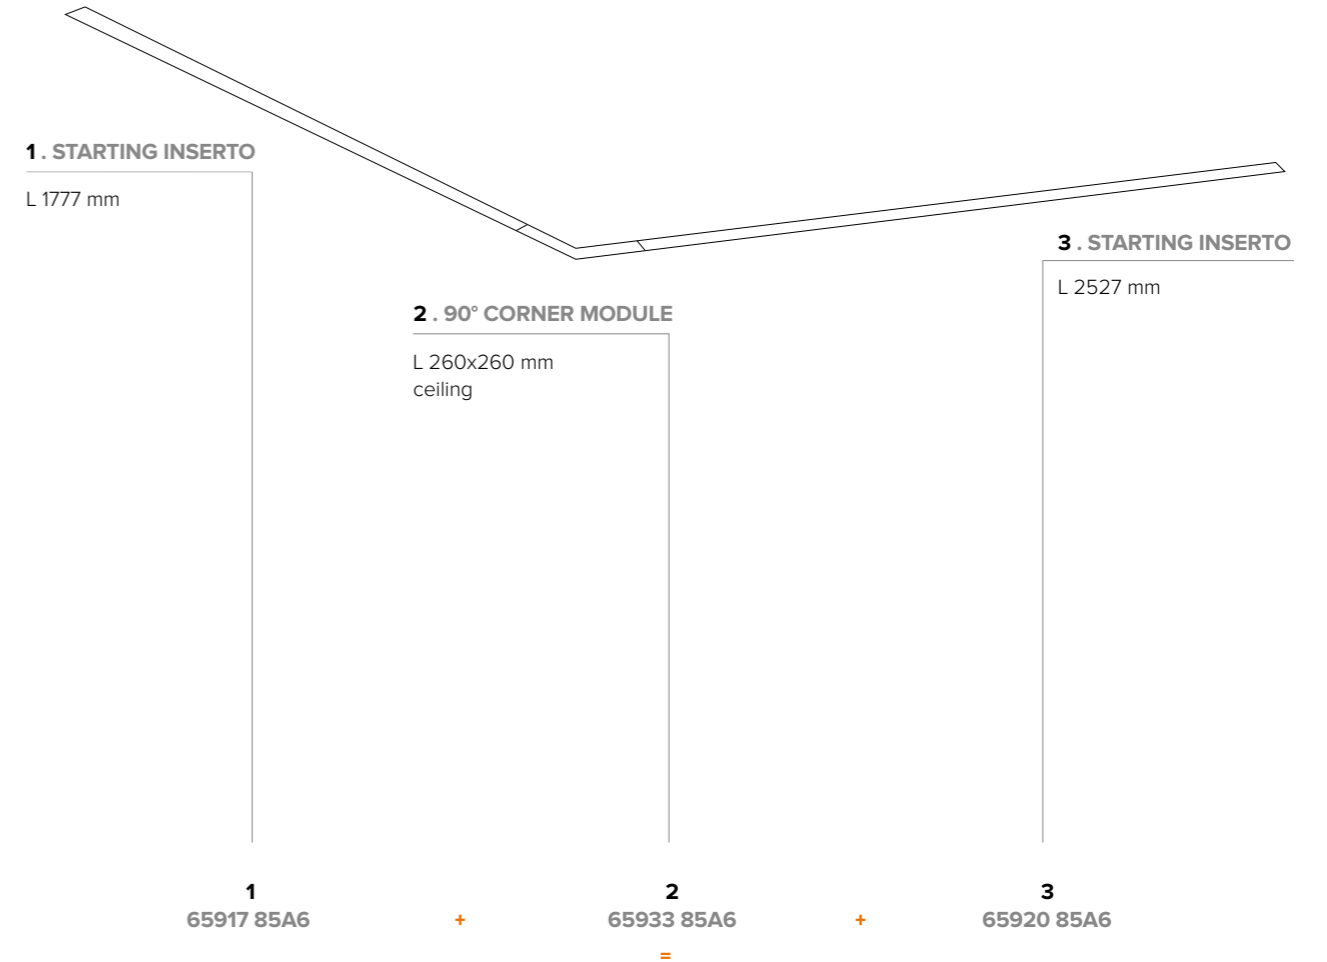 1 . STARTING INSERTO
L 1777 mm
3 . STARTING INSERTO
L 2527 mm
2 . 90° CORNER MODULE
L 260x260 mm
ceiling
1 2 3
65917 85A6 + 65933 85A6 + 65920 85A6
=